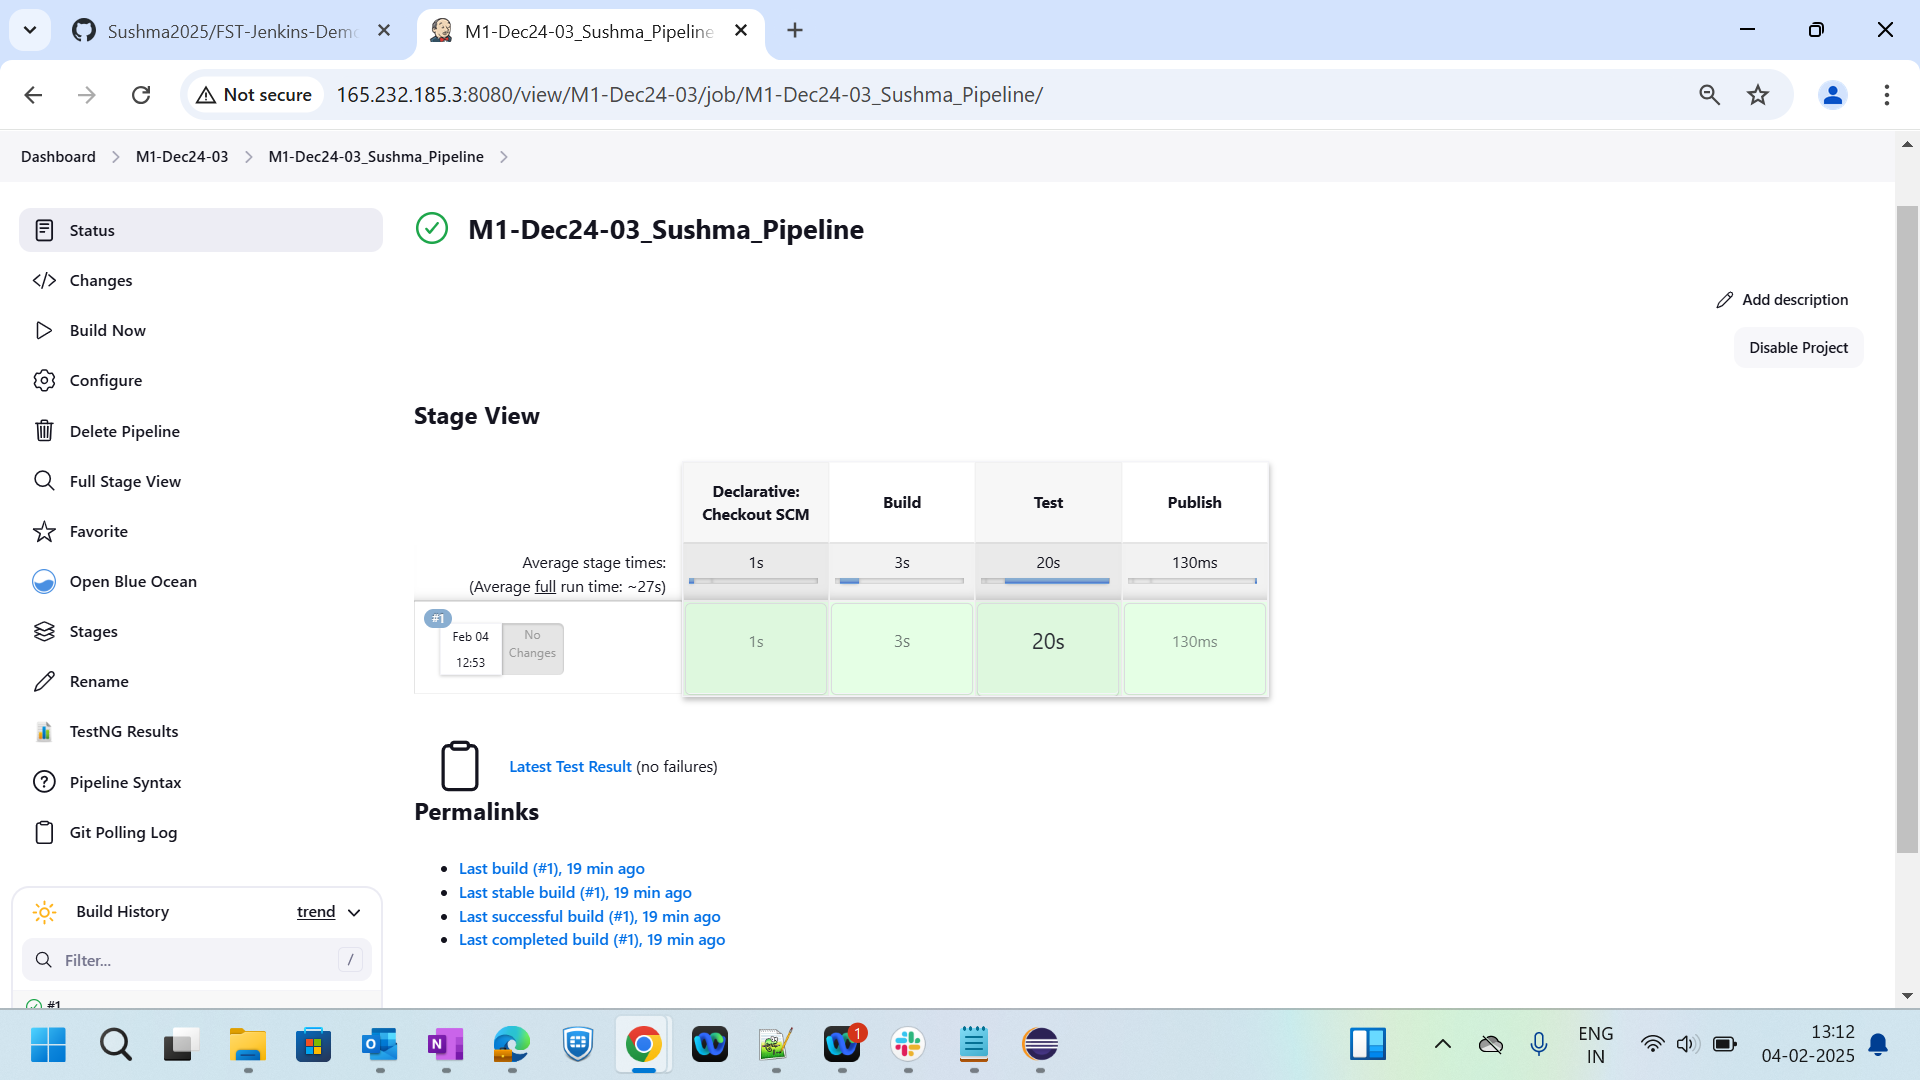 Sushma2025/FST-Jenkins-Demo
M1-Dec24-03_Sushma_Pipeline
Not secure
165.232.185.3:8080/view/M1-Dec24-03/job/M1-Dec24-03_Sushma_Pipeline/
Dashboard
M1-Dec24-03
M1-Dec24-03_Sushma_Pipeline
Status
Changes
Build Now
Configure
Delete Pipeline
Full Stage View
Favorite
Open Blue Ocean
Stages
Rename
TestNG Results
Pipeline Syntax
Git Polling Log
Build History
trend
Filter...
/
#1
M1-Dec24-03_Sushma_Pipeline
Add description
Disable Project
Stage View
Declarative:
Checkout SCM
Build
Test
Publish
Average stage times:
(Average full run time: ~27s)
1s
3s
20s
130ms
#1
Feb 04
12:53
No
Changes
1s
3s
20s
130ms
Latest Test Result (no failures)
Permalinks
Last build (#1), 19 min ago
Last stable build (#1), 19 min ago
Last successful build (#1), 19 min ago
Last completed build (#1), 19 min ago
1
ENG
IN
13:12
04-02-2025